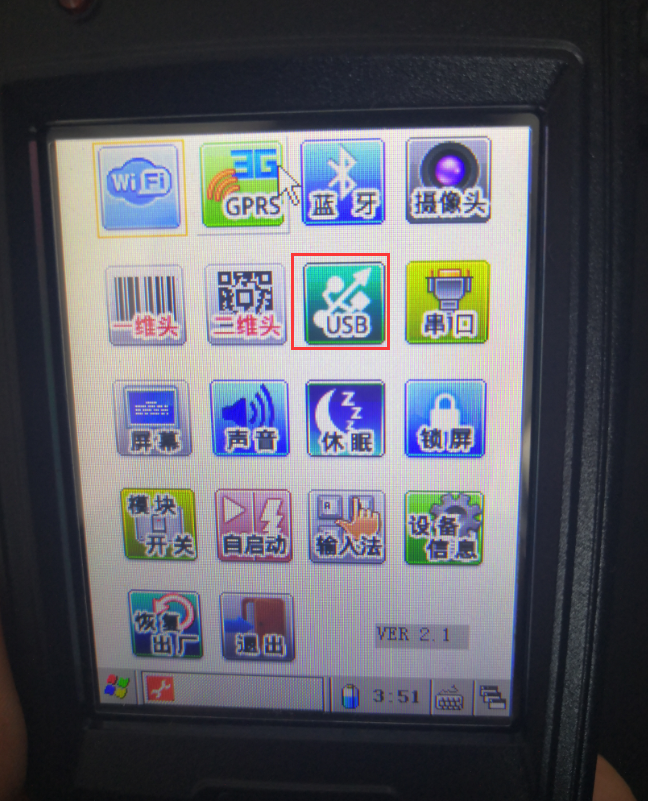 WiFi
3G
GPRS
蓝牙
摄像头
一维头
二维头
USB
串口
屏幕
声音
Z Z Z
休眠
锁屏
模块
开关
自启动
A
输入法
设备
信息
恢复
出厂
退出
VER 2.1
3:51